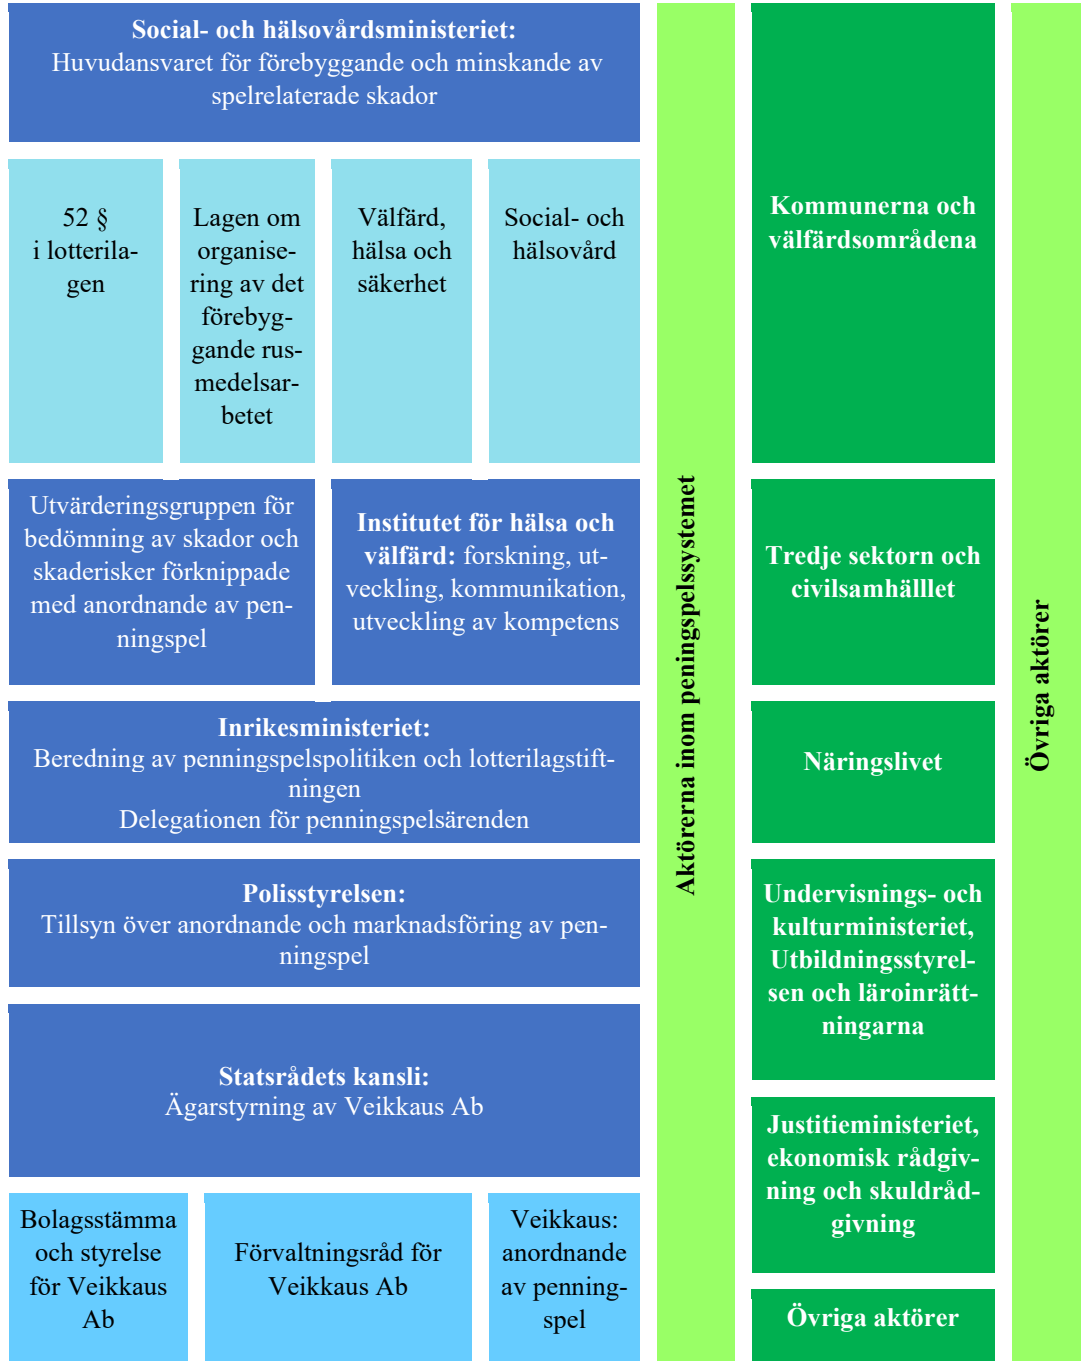 Social- och hälsovårdsministeriet:
Huvudansvaret för förebyggande och minskande av
spelrelaterade skador
52 §
i lotterila-
gen
Lagen om
organise-
ring av det
förebyg-
gande rus-
medelsar-
betet
Välfärd,
hälsa och
säkerhet
Social- och
hälsovård
Utvärderingsgruppen för
bedömning av skador och
skaderisker förknippade
med anordnande av pen-
ningspel
Institutet för hälsa och
välfärd: forskning, ut-
veckling, kommunikation,
utveckling av kompetens
Inrikesministeriet:
Beredning av penningspelspolitiken och lotterilagstift-
ningen
Delegationen för penningspelsärenden
Polisstyrelsen:
Tillsyn över anordnande och marknadsföring av pen-
ningspel
Statsrådets kansli:
Ägarstyrning av Veikkaus Ab
Bolagsstämma
och styrelse
för Veikkaus
Ab
Förvaltningsråd för
Veikkaus Ab
Veikkaus:
anordnande
av penning-
spel
Aktörerna inom peningspelssystemet
Kommunerna och
välfärdsområdena
Tredje sektorn och
civilsamhälllet
Näringslivet
Undervisnings- och
kulturministeriet,
Utbildningsstyrel-
sen och läroinrätt-
ningarna
Justitieministeriet,
ekonomisk rådgiv-
ning och skuldråd-
givning
Övriga aktörer
Övriga aktörer